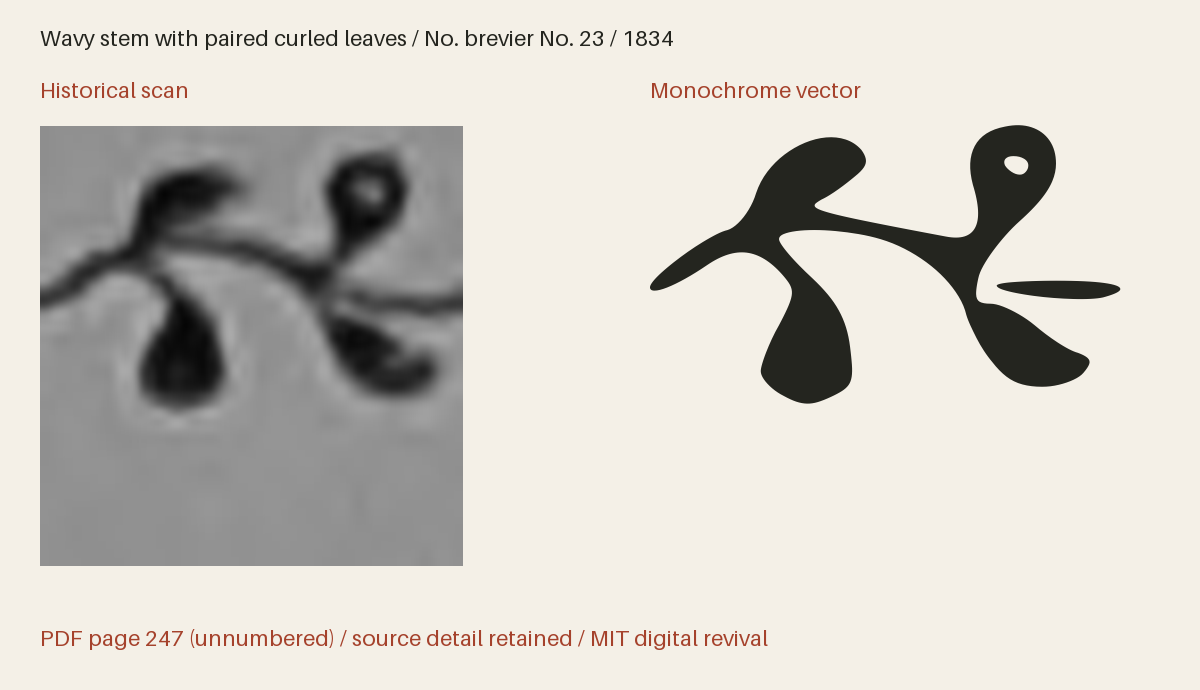 Wavy stem with paired curled leaves / No. brevier No. 23 / 1834
Historical scan
Monochrome vector
PDF page 247 (unnumbered) / source detail retained / MIT digital revival